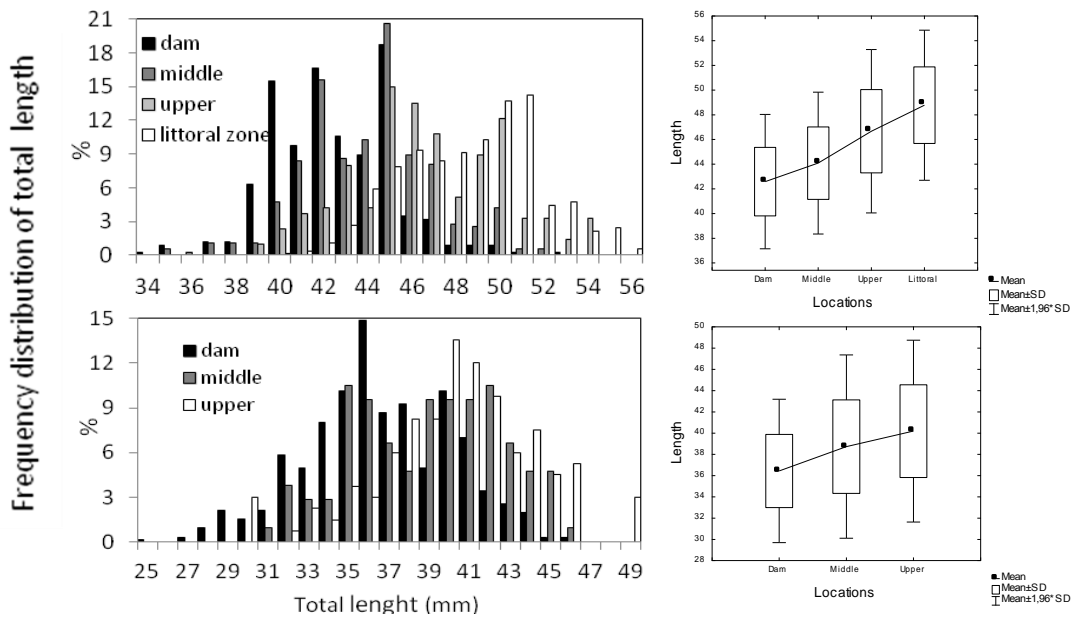 Frequency distribution of total length
%
21
18
15
12
9
6
3
0
dam
middle
upper
littoral zone
34 36 38 40 42 44 46 48 50 52 54 56
Length
56
54
52
50
48
46
44
42
40
38
36
Dam Middle Upper Littoral
Locations
Mean
Mean±SD
Mean±1,96*SD
%
15
12
9
6
3
0
dam
middle
upper
25 27 29 31 33 35 37 39 41 43 45 47 49
Total lenght (mm)
Length
50
48
44
40
36
32
28
Dam Middle Upper
Locations
Mean
Mean±SD
Mean±1,96*SD